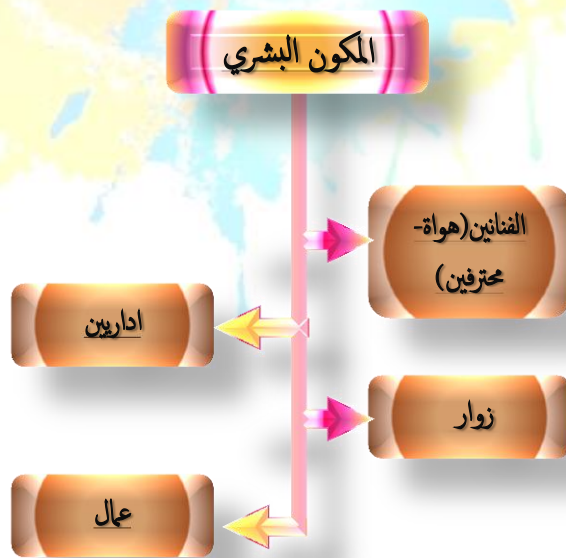 المكون البشري
الفنانين(هواة-
محترفين)
اداريين
زوار
عمال